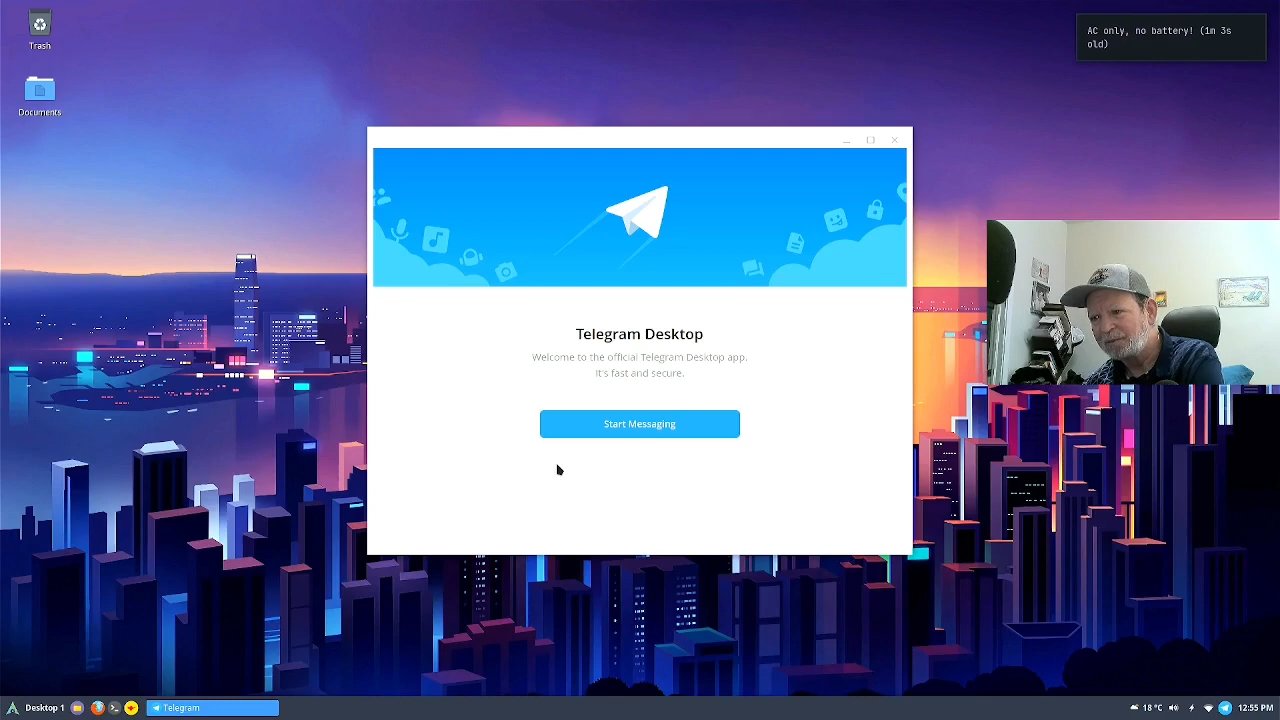 Trash
Documents
AC only, no battery! (1m 3s
old)
Telegram Desktop
Welcome to the official Telegram Desktop app.
It's fast and secure.
Start Messaging
Desktop 1
Telegram
18°C
12:55 PM